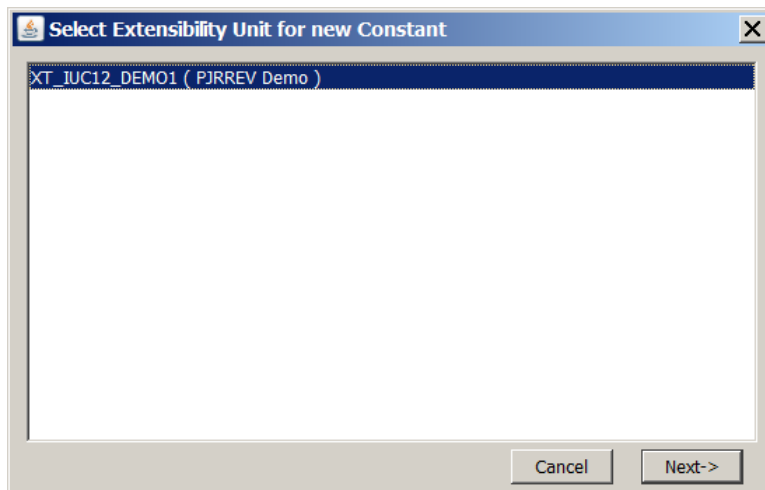 Select Extensibility Unit for new Constant
XT_IUC12_DEMO1 ( PJRREV Demo )
Cancel
Next->